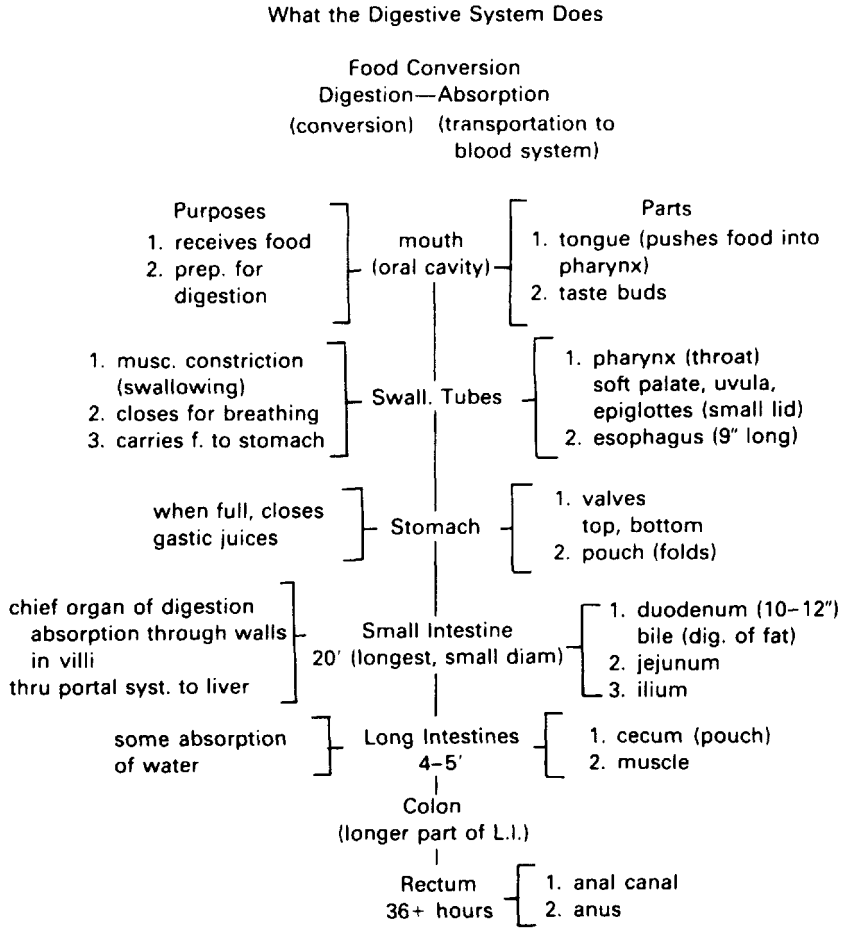 What the Digestive System Does
Food Conversion
Digestion—Absorption
(conversion) (transportation to
blood system)
Purposes
1. receives food
2. prep. for
digestion
mouth
(oral cavity)
Parts
1. tongue (pushes food into
pharynx)
2. taste buds
1. musc. constriction
(swallowing)
2. closes for breathing
3. carries f. to stomach
Swall. Tubes
1. pharynx (throat)
soft palate, uvula,
epiglottes (small lid)
2. esophagus (9″ long)
when full, closes
gastic juices
Stomach
1. valves
top, bottom
2. pouch (folds)
chief organ of digestion
absorption through walls
in villi
thru portal syst. to liver
Small Intestine
20′ (longest, small diam)
1. duodenum (10–12″)
bile (dig. of fat)
2. jejunum
3. ilium
some absorption
of water
Long Intestines
4–5′
1. cecum (pouch)
2. muscle
Colon
(longer part of L.I.)
Rectum
36+ hours
1. anal canal
2. anus